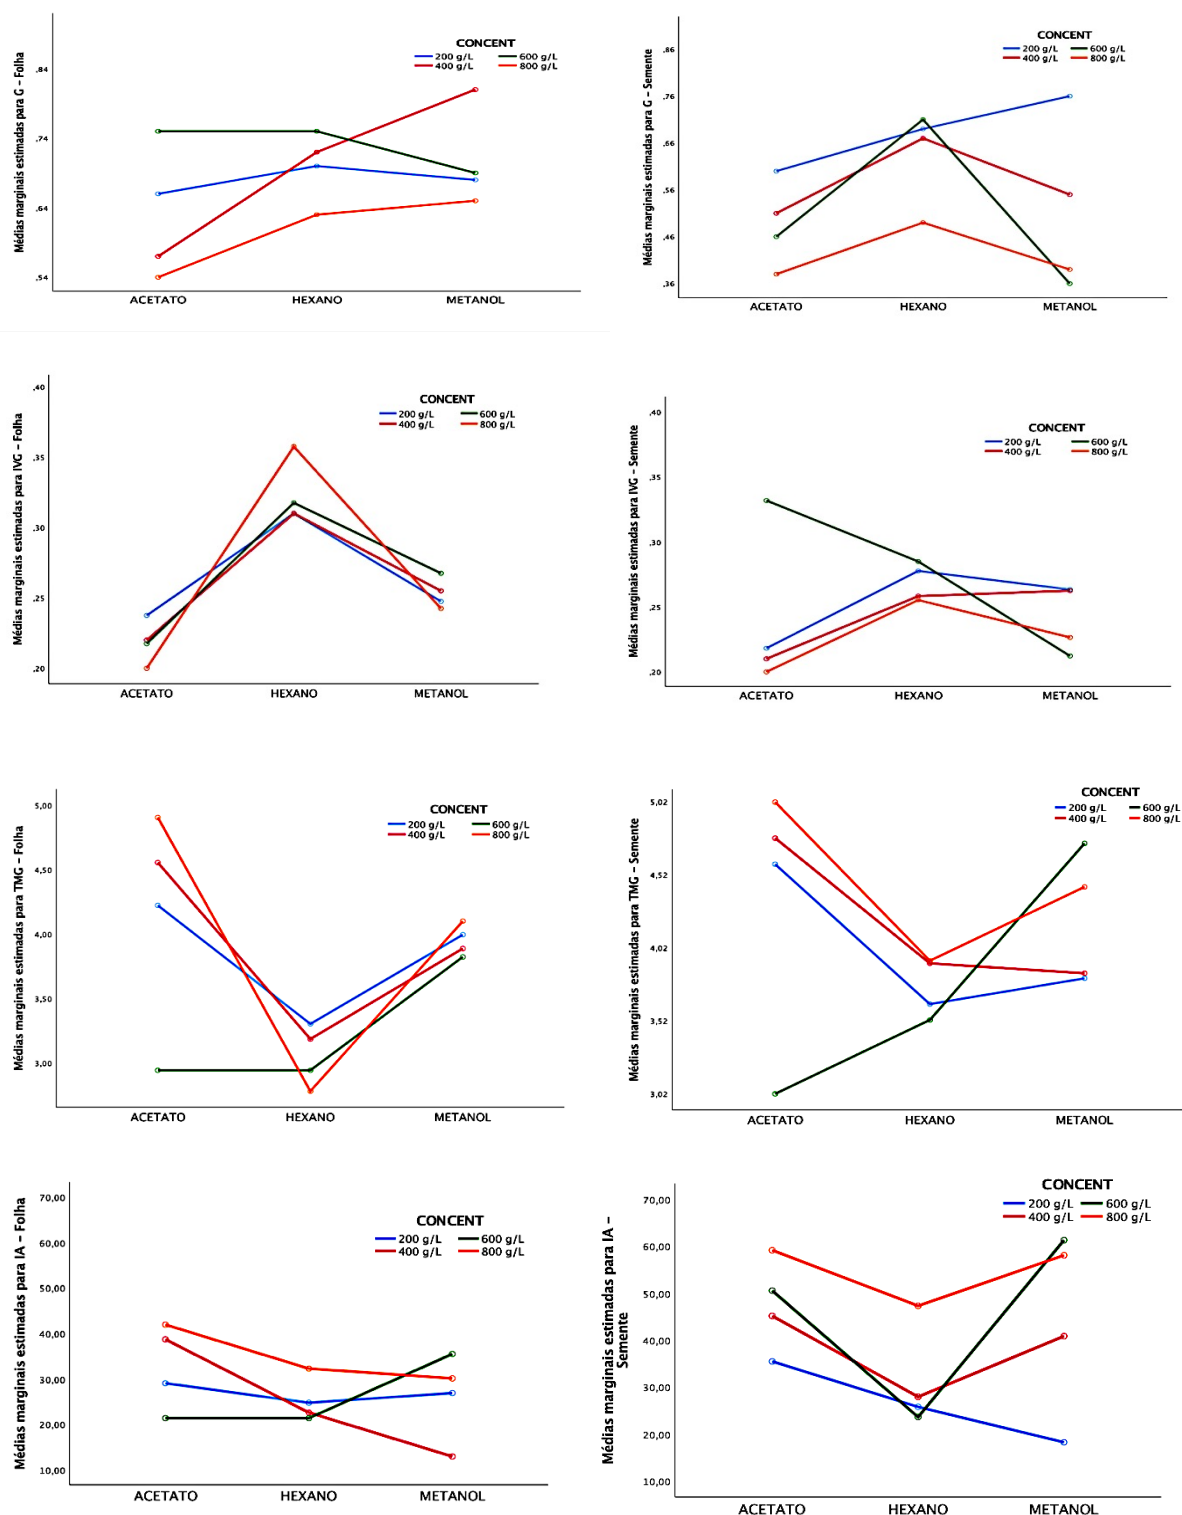 Médias marginais estimadas para G – Folha
CONCENT
200 g/L 600 g/L
400 g/L 800 g/L
,84
,74
,64
,54
ACETATO HEXANO METANOL
Médias marginais estimadas para G – Semente
CONCENT
200 g/L 600 g/L
400 g/L 800 g/L
,86
,76
,66
,56
,46
,36
ACETATO HEXANO METANOL
Médias marginais estimadas para IVG – Folha
CONCENT
200 g/L 600 g/L
400 g/L 800 g/L
,40
,35
,30
,25
,20
ACETATO HEXANO METANOL
Médias marginais estimadas para IVG – Semente
CONCENT
200 g/L 600 g/L
400 g/L 800 g/L
,40
,35
,30
,25
,20
ACETATO HEXANO METANOL
Médias marginais estimadas para TMG – Folha
CONCENT
200 g/L 600 g/L
400 g/L 800 g/L
5,00
4,50
4,00
3,50
3,00
ACETATO HEXANO METANOL
Médias marginais estimadas para TMG – Semente
CONCENT
200 g/L 600 g/L
400 g/L 800 g/L
5,02
4,52
4,02
3,52
3,02
ACETATO HEXANO METANOL
Médias marginais estimadas para IA – Folha
CONCENT
200 g/L 600 g/L
400 g/L 800 g/L
70,00
60,00
50,00
40,00
30,00
20,00
10,00
ACETATO HEXANO METANOL
Médias marginais estimadas para IA –
Semente
CONCENT
200 g/L 600 g/L
400 g/L 800 g/L
70,00
60,00
50,00
40,00
30,00
20,00
10,00
ACETATO HEXANO METANOL